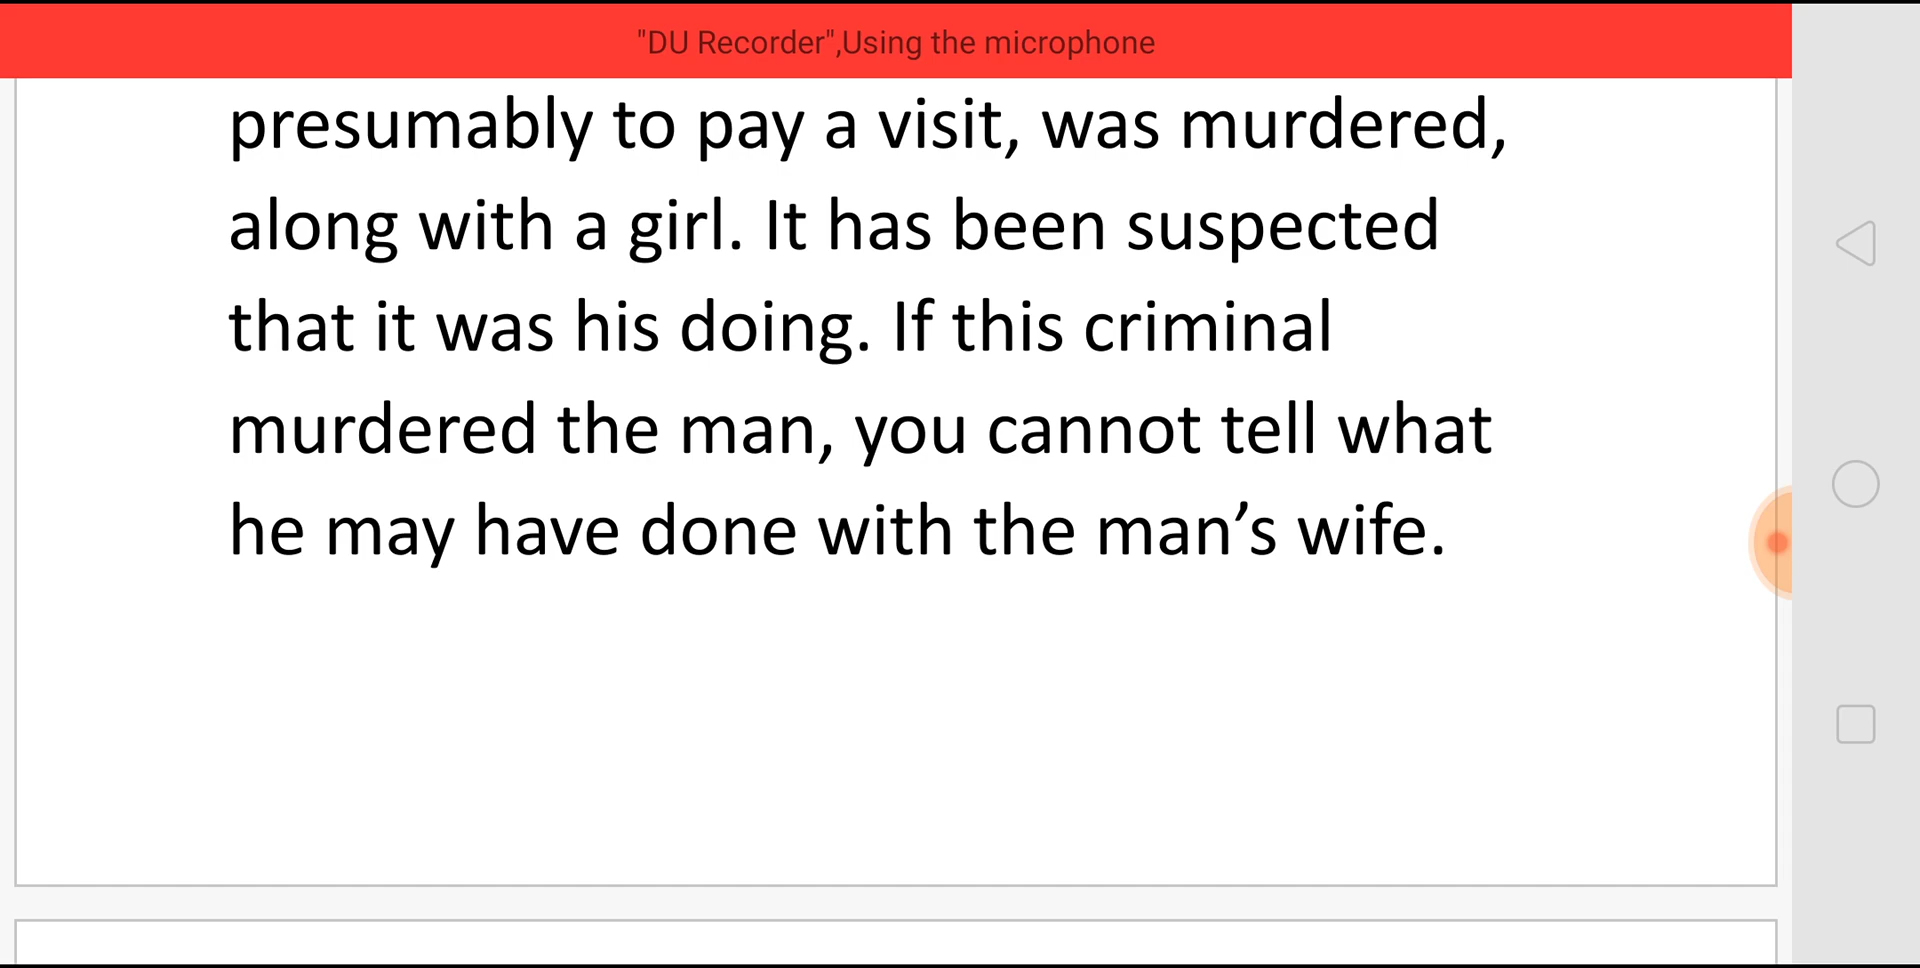 "DU Recorder",Using the microphone
presumably to pay a visit, was murdered,
along with a girl. It has been suspected
that it was his doing. If this criminal
murdered the man, you cannot tell what
he may have done with the man’s wife.